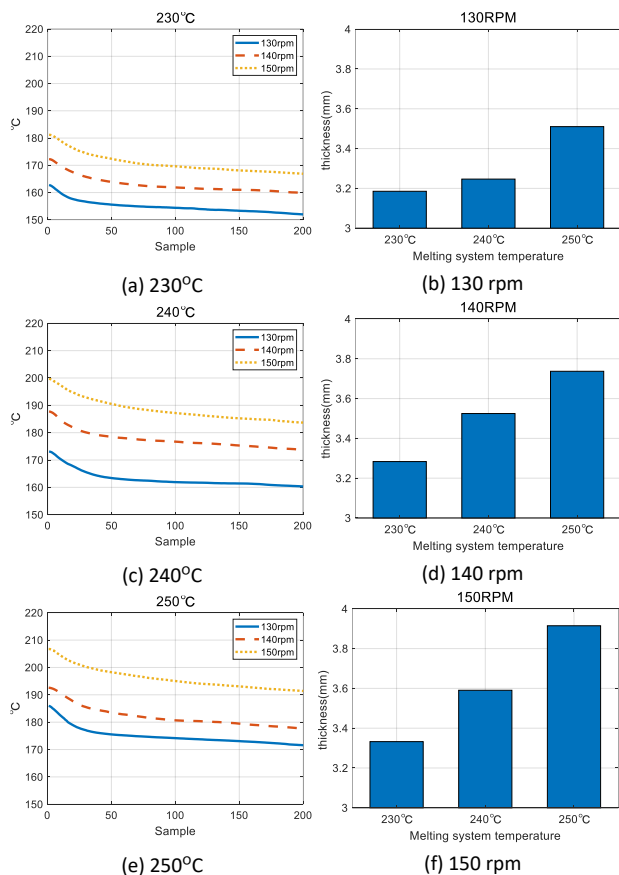 230℃
220
210
200
190
180
170
160
150
℃
130rpm
140rpm
150rpm
0 50 100 150 200
Sample
(a) 230°C
130RPM
4
3.8
3.6
3.4
3.2
3
thickness(mm)
230℃ 240℃ 250℃
Melting system temperature
(b) 130 rpm
240℃
220
210
200
190
180
170
160
150
℃
130rpm
140rpm
150rpm
0 50 100 150 200
Sample
(c) 240°C
140RPM
4
3.8
3.6
3.4
3.2
3
thickness(mm)
230℃ 240℃ 250℃
Melting system temperature
(d) 140 rpm
250℃
220
210
200
190
180
170
160
150
℃
130rpm
140rpm
150rpm
0 50 100 150 200
Sample
(e) 250°C
150RPM
4
3.8
3.6
3.4
3.2
3
thickness(mm)
230℃ 240℃ 250℃
Melting system temperature
(f) 150 rpm